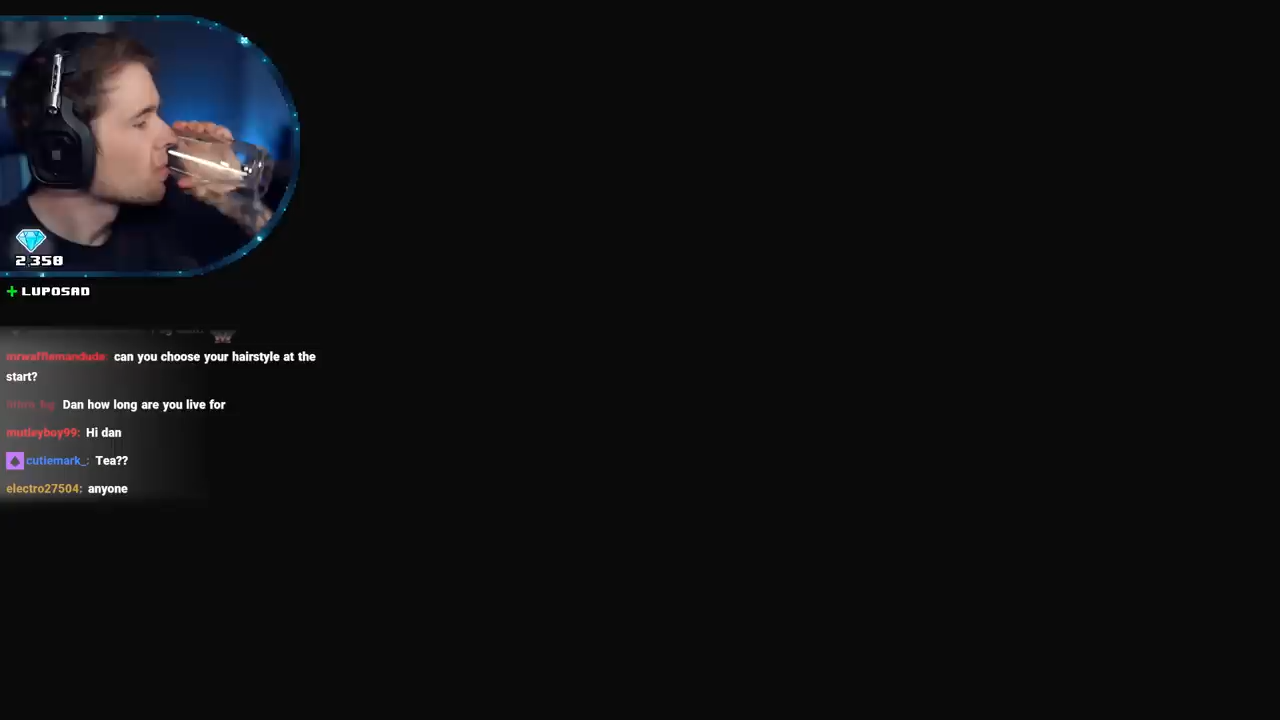 2,358
+ LUPOSAD
mrwafflemandude: can you choose your hairstyle at the
start?
Dan how long are you live for
mutleyboy99: Hi dan
cutiemark_: Tea??
electro27504: anyone